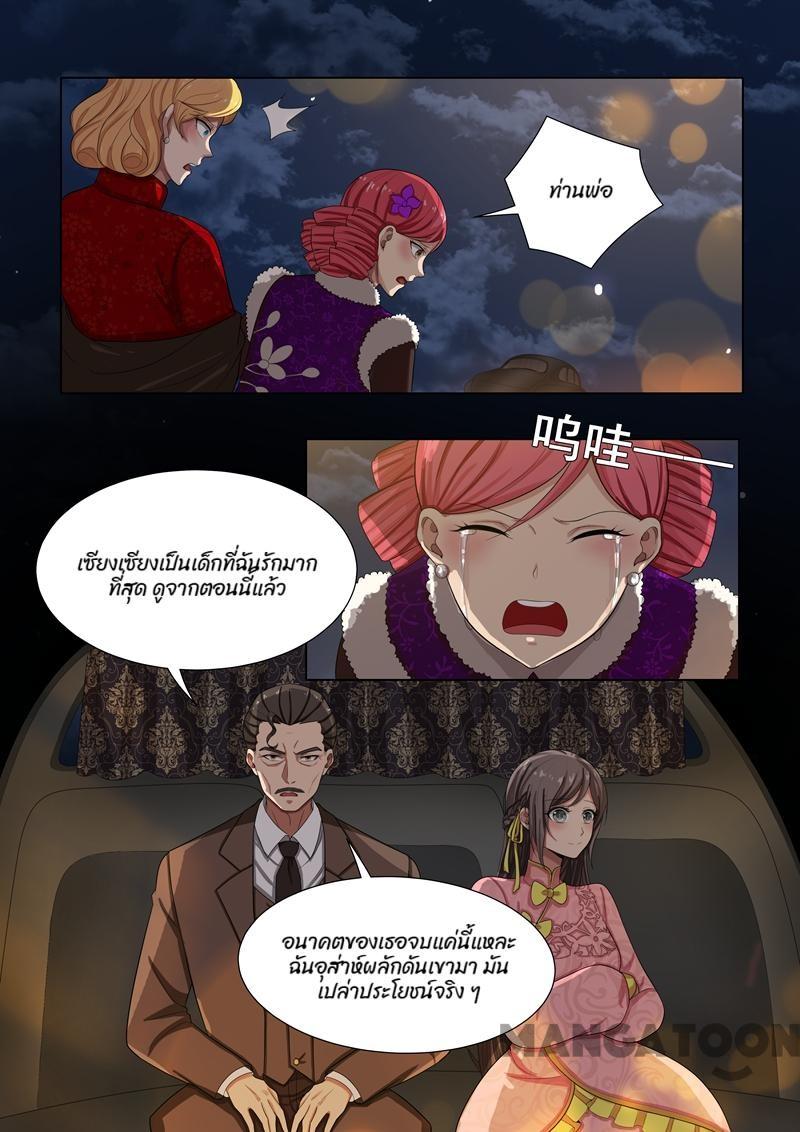 ท่านพ่อ
呜哇——
เซียงเซียงเป็นเด็กที่ฉันรักมาก
ที่สุด ดูจากตอนนี้แล้ว
อนาคตของเธอจบแค่นี้แหละ
ฉันอุส่าห์ผลักดันเขามา มัน
เปล่าประโยชน์จริง ๆ
MANGATOON